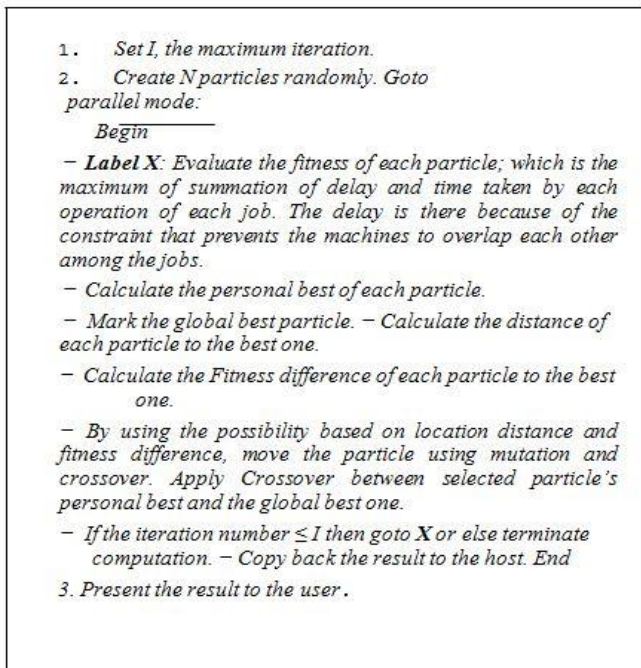 1. Set I, the maximum iteration.
2. Create N particles randomly. Goto
parallel mode:
Begin
− Label X: Evaluate the fitness of each particle; which is the
maximum of summation of delay and time taken by each
operation of each job. The delay is there because of the
constraint that prevents the machines to overlap each other
among the jobs.
− Calculate the personal best of each particle.
− Mark the global best particle. − Calculate the distance of
each particle to the best one.
− Calculate the Fitness difference of each particle to the best
one.
− By using the possibility based on location distance and
fitness difference, move the particle using mutation and
crossover. Apply Crossover between selected particle's
personal best and the global best one.
− If the iteration number ≤ I then goto X or else terminate
computation. − Copy back the result to the host. End
3. Present the result to the user.